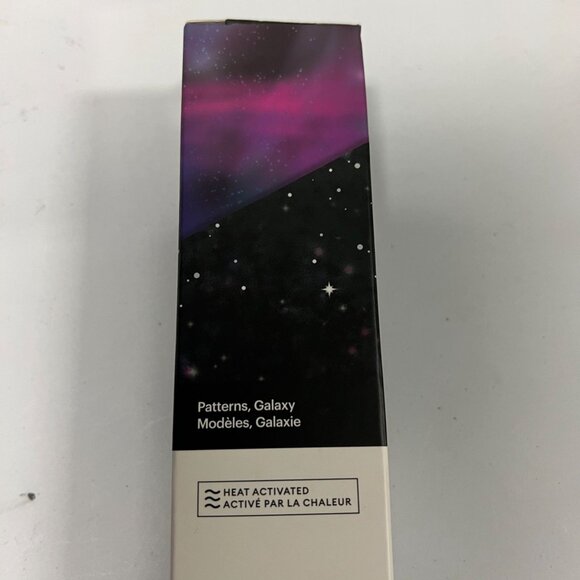 Patterns, Galaxy
Modèles, Galaxie
HEAT ACTIVATED
ACTIVÉ PAR LA CHALEUR